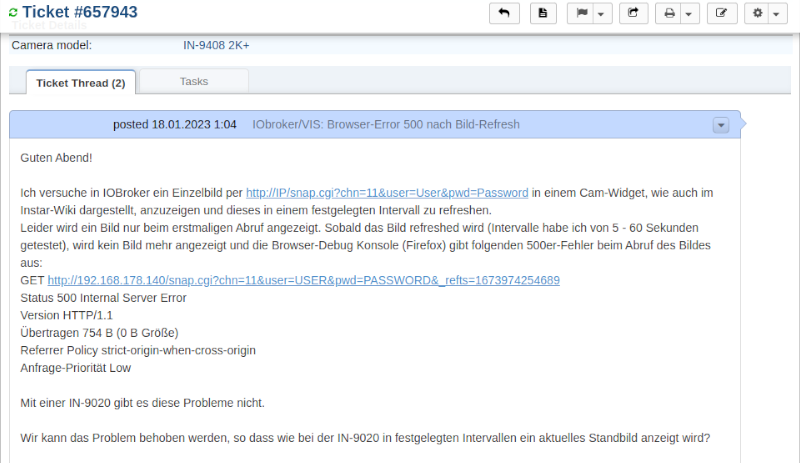 Ticket #657943
Ticket Details
Camera model: IN-9408 2K+
Ticket Thread (2) Tasks
posted 18.01.2023 1:04 IObroker/VIS: Browser-Error 500 nach Bild-Refresh
Guten Abend!
Ich versuche in IOBroker ein Einzelbild per http://IP/snap.cgi?chn=11&user=User&pwd=Password in einem Cam-Widget, wie auch im
Instar-Wiki dargestellt, anzuzeigen und dieses in einem festgelegten Intervall zu refreshen.
Leider wird ein Bild nur beim erstmaligen Abruf angezeigt. Sobald das Bild refreshed wird (Intervalle habe ich von 5 - 60 Sekunden
getestet), wird kein Bild mehr angezeigt und die Browser-Debug Konsole (Firefox) gibt folgenden 500er-Fehler beim Abruf des Bildes
aus:
GET http://192.168.178.140/snap.cgi?chn=11&user=USER&pwd=PASSWORD&_refts=1673974254689
Status 500 Internal Server Error
Version HTTP/1.1
Übertragen 754 B (0 B Größe)
Referrer Policy strict-origin-when-cross-origin
Anfrage-Priorität Low
Mit einer IN-9020 gibt es diese Probleme nicht.
Wir kann das Problem behoben werden, so dass wie bei der IN-9020 in festgelegten Intervallen ein aktuelles Standbild anzeigt wird?